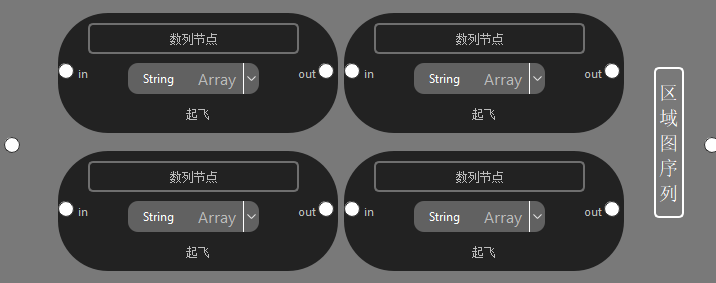 数列节点
in
String Array
out
起飞
数列节点
in
String Array
out
起飞
数列节点
in
String Array
out
起飞
数列节点
in
String Array
out
起飞
区域图序列